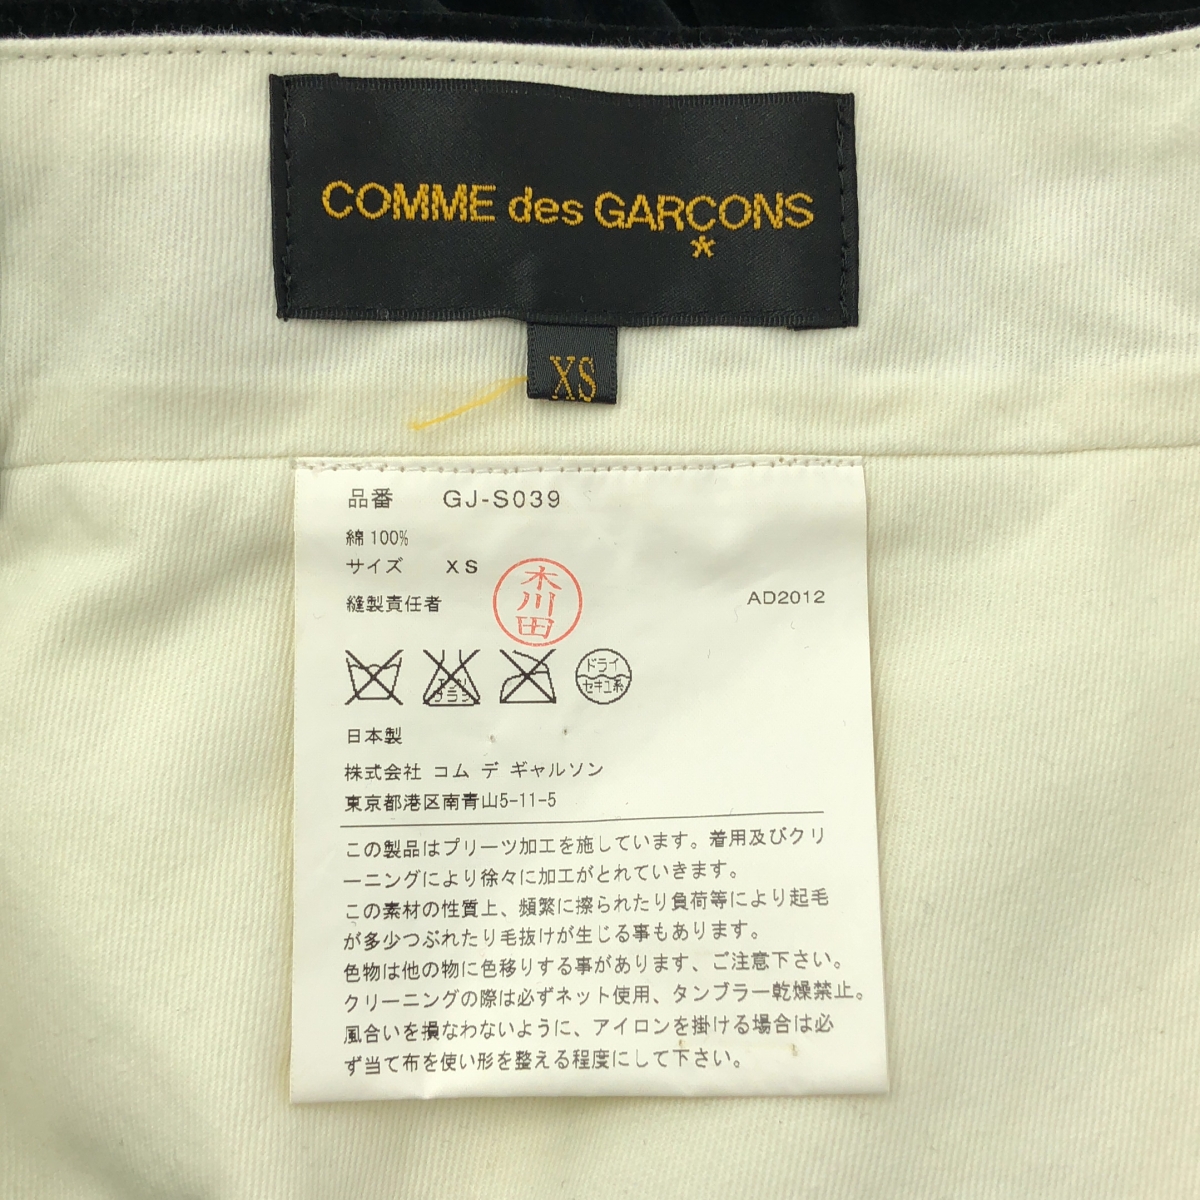 COMME des GARÇONS
*
XS
品番 GJ-S039
綿100%
サイズ XS
縫製責任者
木川田
AD2012
ドライ
セキユ系
日本製
株式会社 コム デ ギャルソン
東京都港区南青山5-11-5
この製品はプリーツ加工を施しています。着用及びクリ
ーニングにより徐々に加工がとれていきます。
この素材の性質上、頻繁に擦られたり負荷等により起毛
が多少つぶれたり毛抜けが生じる事もあります。
色物は他の物に色移りする事があります、ご注意下さい。
クリーニングの際は必ずネット使用、タンブラー乾燥禁止。
風合いを損なわないように、アイロンを掛ける場合は必
ず当て布を使い形を整える程度にして下さい。